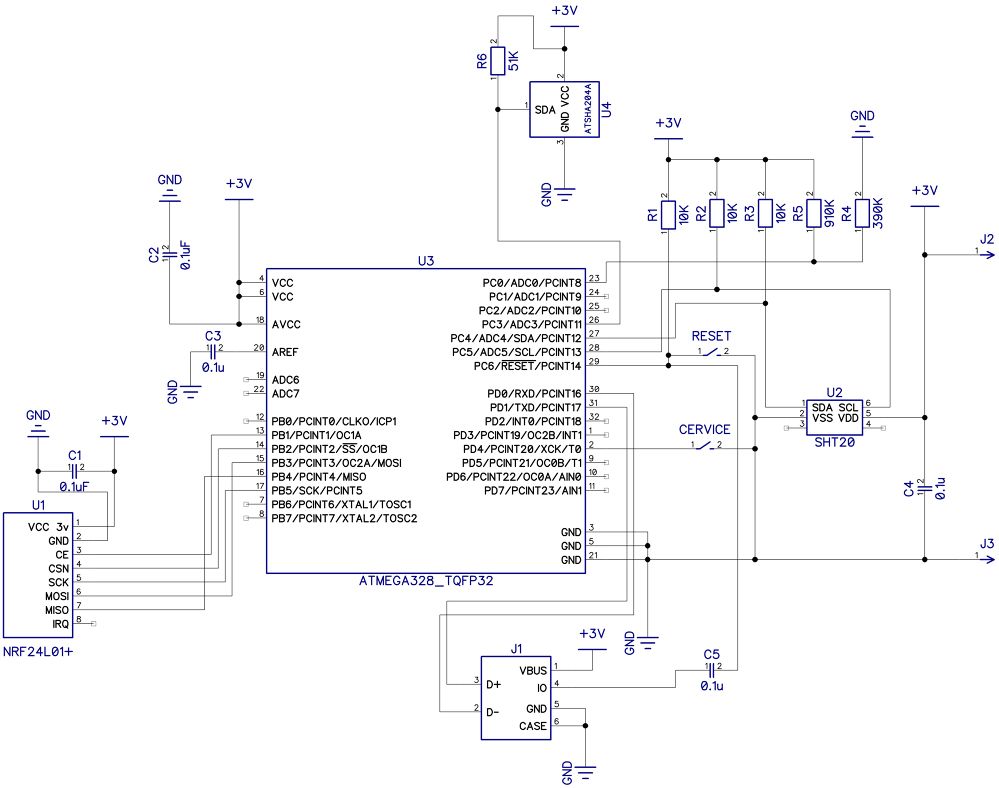 +3V
R6
51K
2
1
2
1
SDA
GND VCC
ATSHA204A
U4
3
GND
+3V
GND
R1
10K
R2
10K
R3
10K
R5
910K
R4
390K
2
2
2
2
2
1
1
1
1
1
GND
+3V
C2
0.1uF
1
2
+3V
J2
1
U3
4
VCC
6
VCC
18
AVCC
20
AREF
19
ADC6
22
ADC7
12
PB0/PCINT0/CLKO/ICP1
13
PB1/PCINT1/OC1A
14
PB2/PCINT2/SS/OC1B
15
PB3/PCINT3/OC2A/MOSI
16
PB4/PCINT4/MISO
17
PB5/SCK/PCINT5
7
PB6/PCINT6/XTAL1/TOSC1
8
PB7/PCINT7/XTAL2/TOSC2
PC0/ADC0/PCINT8 23
PC1/ADC1/PCINT9 24
PC2/ADC2/PCINT10 25
PC3/ADC3/PCINT11 26
PC4/ADC4/SDA/PCINT12 27
PC5/ADC5/SCL/PCINT13 28
PC6/RESET/PCINT14 29
PD0/RXD/PCINT16 30
PD1/TXD/PCINT17 31
PD2/INT0/PCINT18 32
PD3/PCINT19/OC2B/INT1 1
PD4/PCINT20/XCK/T0 2
PD5/PCINT21/OC0B/T1 9
PD6/PCINT22/OC0A/AIN0 10
PD7/PCINT23/AIN1 11
GND 3
GND 5
GND 21
ATMEGA328_TQFP32
C3
1 2
0.1u
GND
RESET
1 2
CERVICE
1 2
U2
1 SDA SCL 6
2 VSS VDD 5
3 4
SHT20
C4
0.1u
1 2
J3
1
GND
+3V
C1
1 2
0.1uF
U1
VCC 3v 1
GND 2
CE 3
CSN 4
SCK 5
MOSI 6
MISO 7
IRQ 8
NRF24L01+
GND
+3V
J1
VBUS 1
3 D+
IO 4
2 D-
GND 5
CASE 6
C5
1 2
0.1u
GND